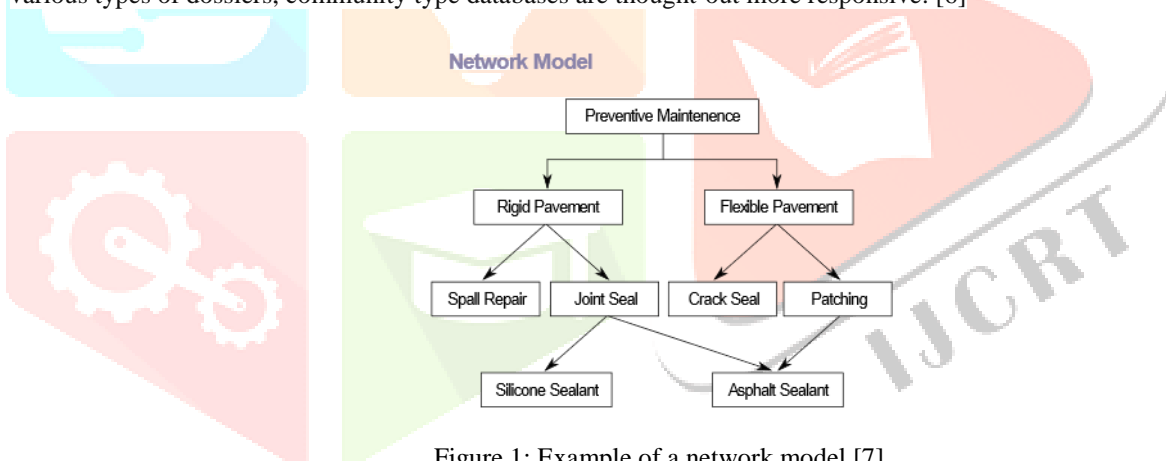 various types of dossiers, community type databases are thought-out more responsive. [6]
Network Model
Preventive Maintenence
Rigid Pavement Flexible Pavement
Spall Repair Joint Seal Crack Seal Patching
Silicone Sealant Asphalt Sealant
IJCRT
Figure 1: Example of a network model [7]